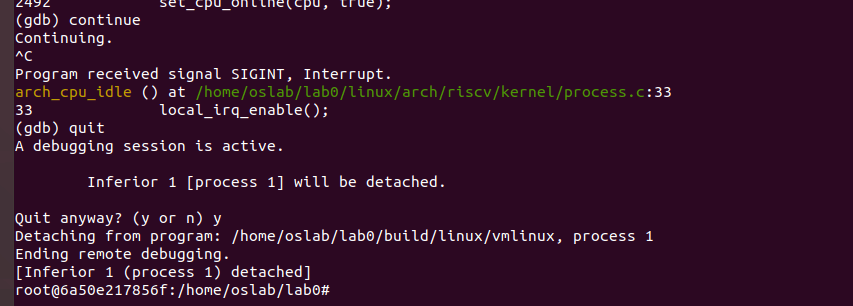 2492            set_cpu_online(cpu, true);
(gdb) continue
Continuing.
^C
Program received signal SIGINT, Interrupt.
arch_cpu_idle () at /home/oslab/lab0/linux/arch/riscv/kernel/process.c:33
33              local_irq_enable();
(gdb) quit
A debugging session is active.
        Inferior 1 [process 1] will be detached.
Quit anyway? (y or n) y
Detaching from program: /home/oslab/lab0/build/linux/vmlinux, process 1
Ending remote debugging.
[Inferior 1 (process 1) detached]
root@6a50e217856f:/home/oslab/lab0#